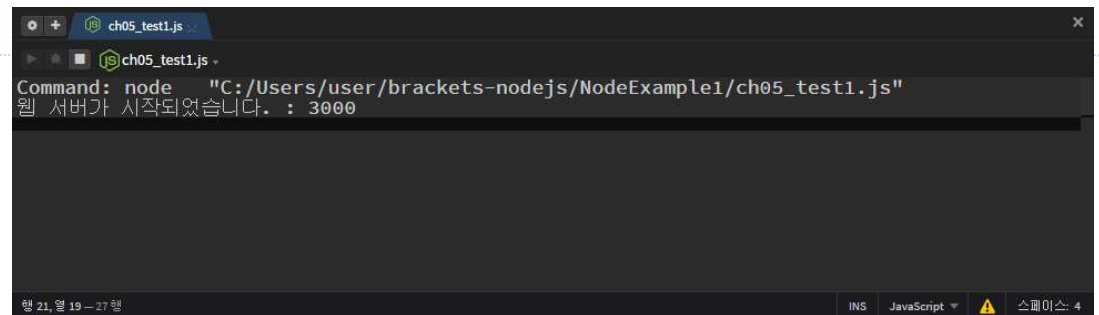 ch05_test1.js
JS ch05_test1.js
Command: node "C:/Users/user/brackets-nodejs/NodeExample1/ch05_test1.js"
웹 서버가 시작되었습니다. : 3000
행 21, 열 19 — 27 행 INS JavaScript 스페이스: 4